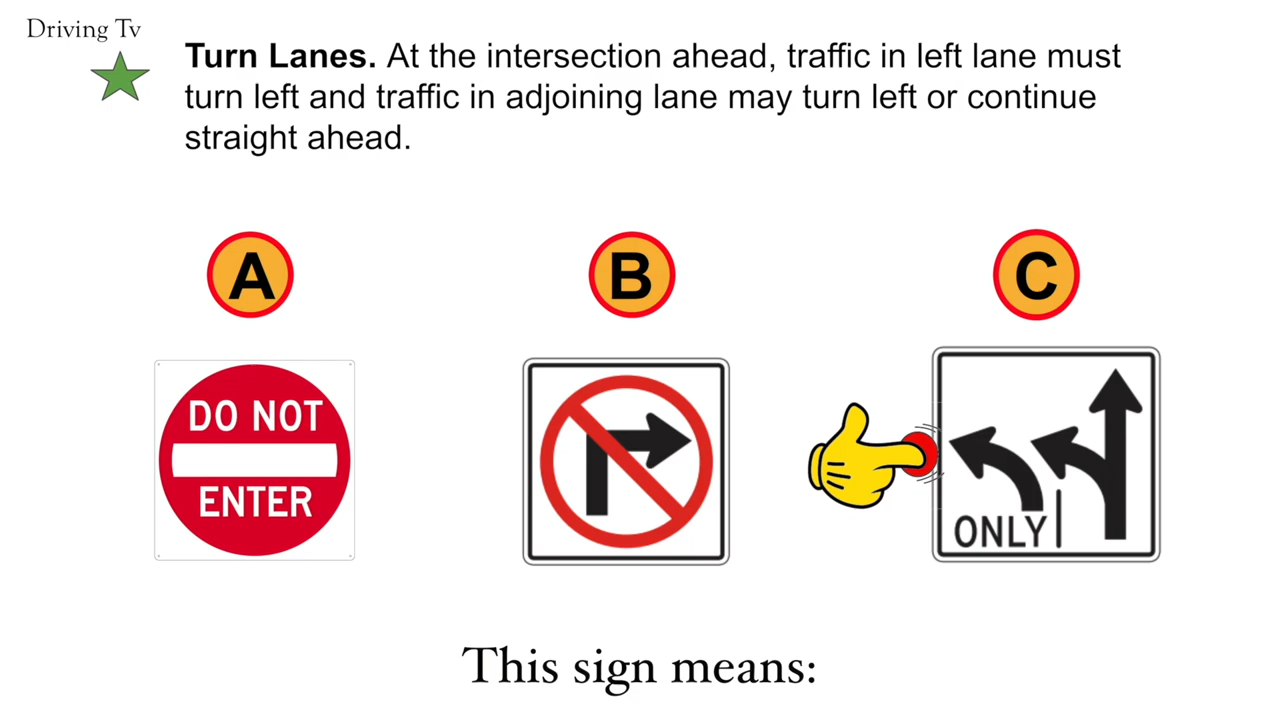 Driving Tv
Turn Lanes. At the intersection ahead, traffic in left lane must
turn left and traffic in adjoining lane may turn left or continue
straight ahead.
A
B
C
DO NOT
ENTER
ONLY
This sign means: